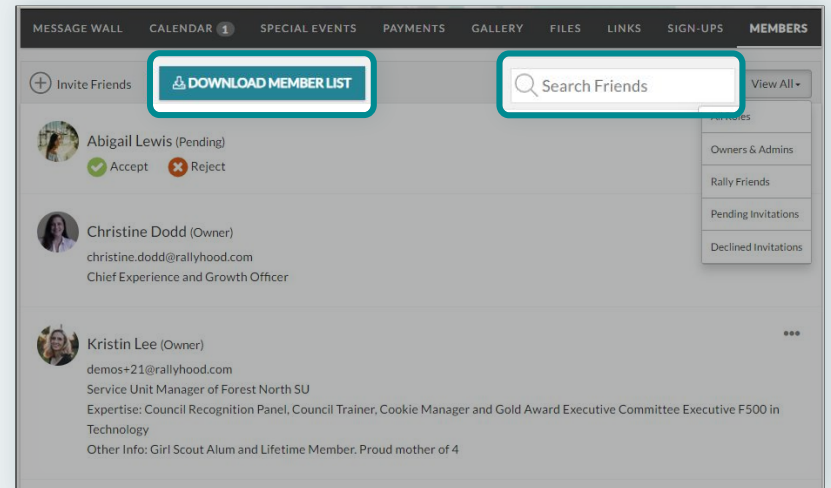 MESSAGE WALL CALENDAR 1 SPECIAL EVENTS PAYMENTS GALLERY FILES LINKS SIGN-UPS MEMBERS
Invite Friends DOWNLOAD MEMBER LIST Search Friends View All
Abigail Lewis (Pending)
Accept Reject
Owners & Admins
Rally Friends
Pending Invitations
Declined Invitations
Christine Dodd (Owner)
christine.dodd@rallyhood.com
Chief Experience and Growth Officer
Kristin Lee (Owner)
demos+21@rallyhood.com
Service Unit Manager of Forest North SU
Expertise: Council Recognition Panel, Council Trainer, Cookie Manager and Gold Award Executive Committee Executive F500 in
Technology
Other Info: Girl Scout Alum and Lifetime Member. Proud mother of 4